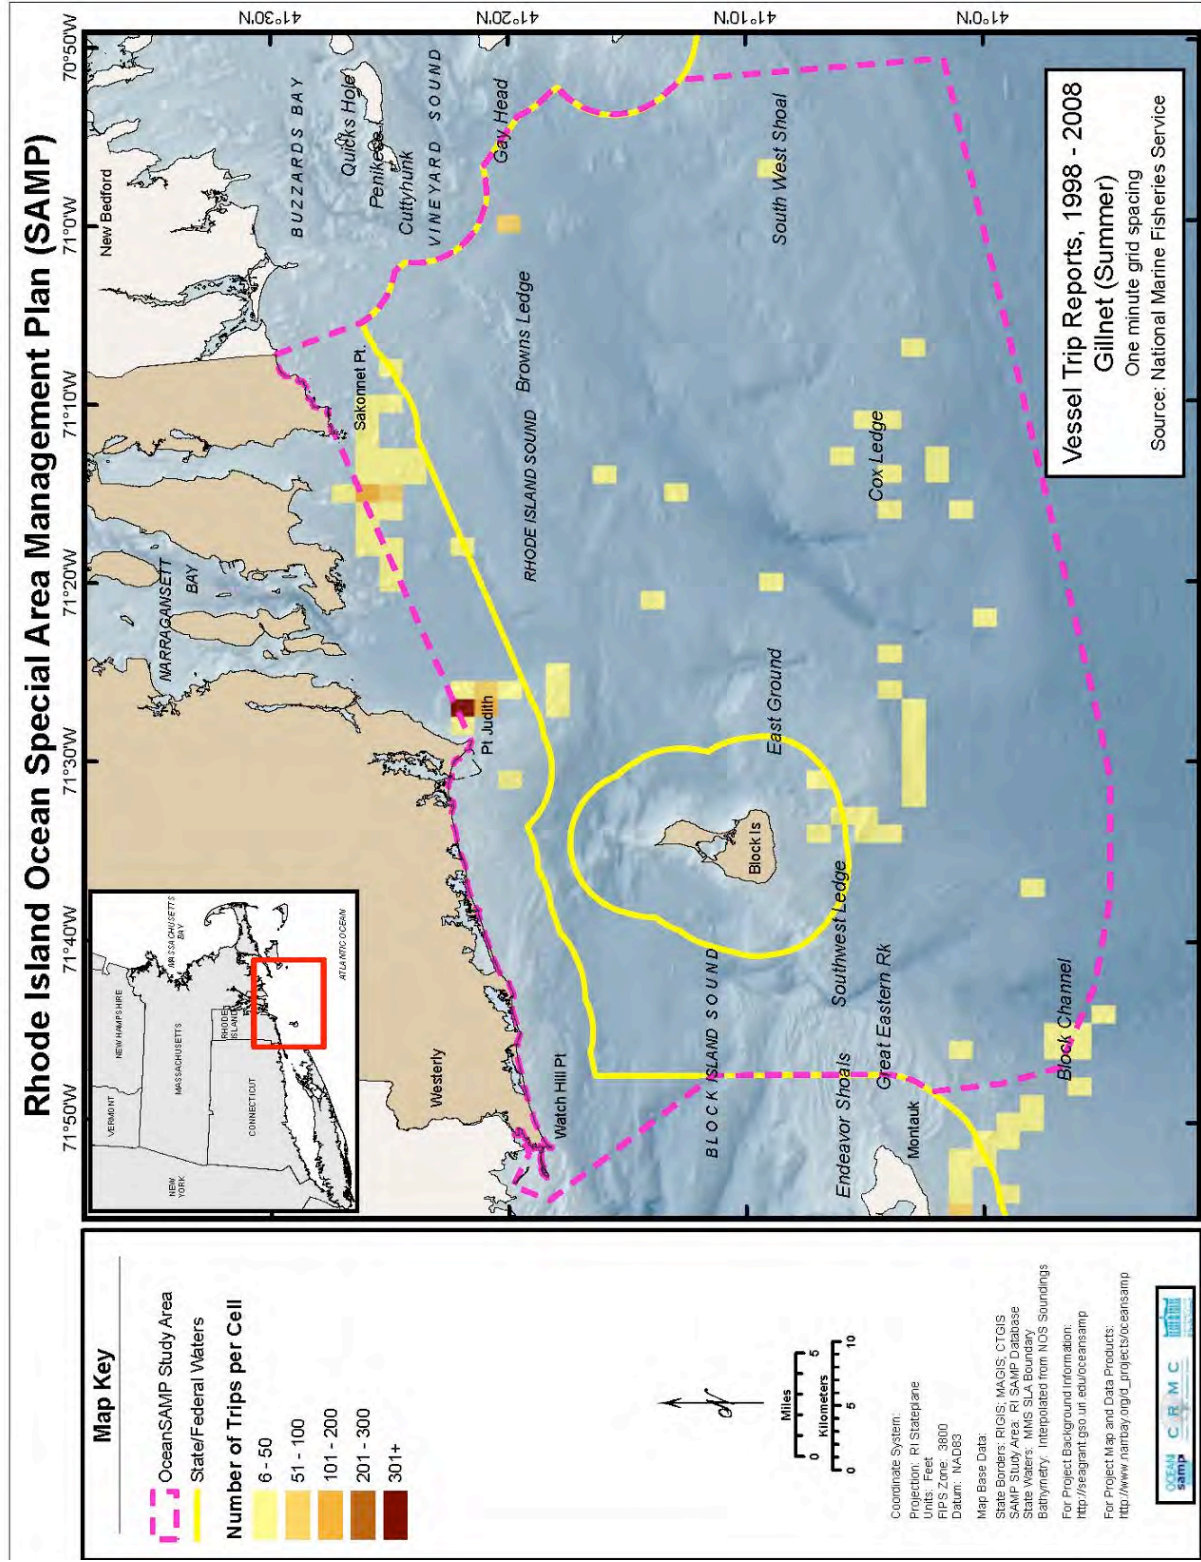 Rhode Island Ocean Special Area Management Plan (SAMP)
Map Key
OceanSAMP Study Area
State/Federal Waters
Number of Trips per Cell
6 - 50
51 - 100
101 - 200
201 - 300
301+
Miles
0 5
Kilometers
0 5 10
N
Coordinate System:
Projection: RI Stateplane
Units: Feet
FIPS Zone: 3800
Datum: NAD83
Map Base Data:
State Borders: RIGIS; MAGIS; CTGIS
SAMP Study Area: RI SAMP Database
State Waters: MMS SLA Boundary
Bathymetry: Interpolated from NOS Soundings
For Project Background Information:
http://seagrant.gso.uri.edu/oceansamp
For Project Map and Data Products:
http://www.narrbay.org/d_projects/oceansamp
OCEAN
samp
C R M C
71°50'W
71°40'W
71°30'W
71°20'W
71°10'W
71°0'W
70°50'W
41°30'N
41°20'N
41°10'N
41°0'N
VERMONT
NEW HAMPSHIRE
NEW
YORK
MASSACHUSETTS
MASSACHUSETTS
BAY
CONNECTICUT
RHODE
ISLAND
ATLANTIC OCEAN
NARRAGANSETT
BAY
New Bedford
BUZZARDS BAY
Quicks Hole
Penikese
Cuttyhunk
VINEYARD SOUND
Gay Head
Sakonnet Pt.
Westerly
Watch Hill Pt
Pt Judith
RHODE ISLAND SOUND
Browns Ledge
BLOCK ISLAND SOUND
Block Is
East Ground
South West Shoal
Endeavor Shoals
Southwest Ledge
Great Eastern Rk
Cox Ledge
Montauk
Block Channel
Vessel Trip Reports, 1998 - 2008
Gillnet (Summer)
One minute grid spacing
Source: National Marine Fisheries Service